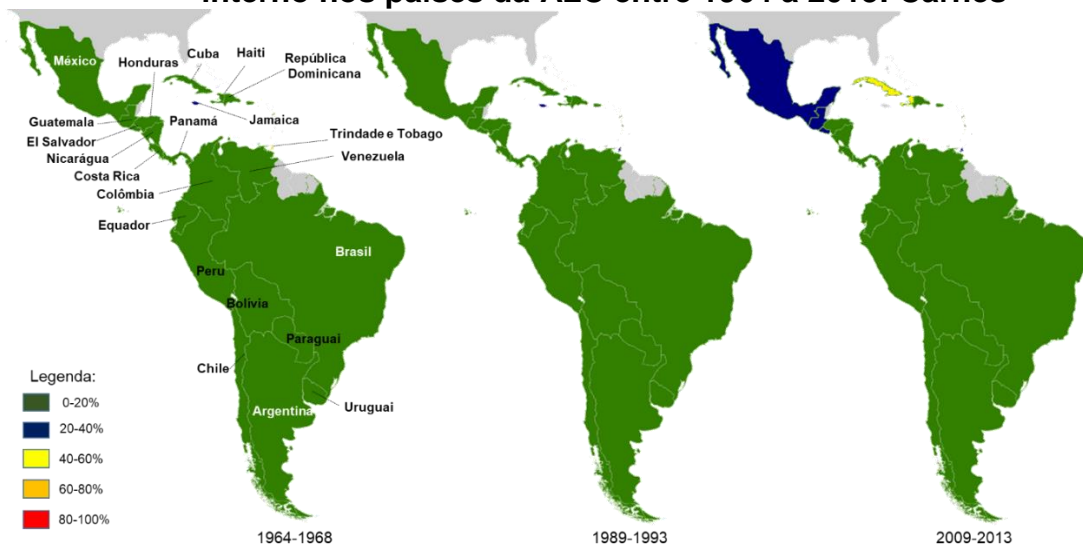 Interno nos países da ALC entre 1964 a 2013: Carnes
México
Honduras
Cuba
Haiti
República
Dominicana
Guatemala
Panamá
Jamaica
El Salvador
Trindade e Tobago
Nicarágua
Venezuela
Costa Rica
Colômbia
Equador
Brasil
Peru
Bolívia
Paraguai
Chile
Uruguai
Argentina
Legenda:
0-20%
20-40%
40-60%
60-80%
80-100%
1964-1968
1989-1993
2009-2013